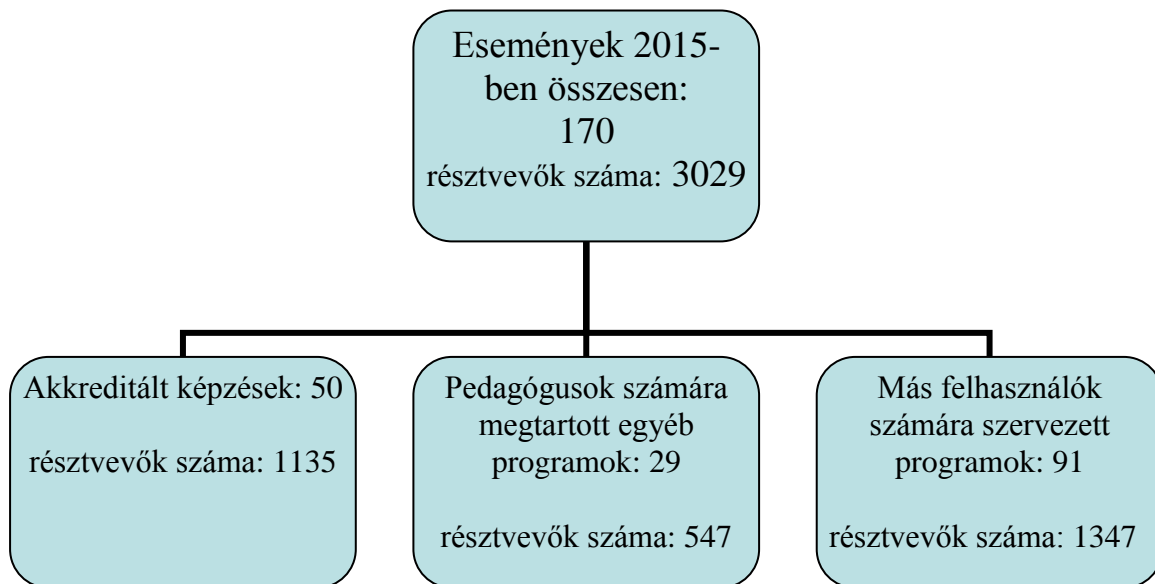 Események 2015-
ben összesen:
170
résztvevők száma: 3029
Akkreditált képzések: 50
résztvevők száma: 1135
Pedagógusok számára
megtartott egyéb
programok: 29
résztvevők száma: 547
Más felhasználók
számára szervezett
programok: 91
résztvevők száma: 1347